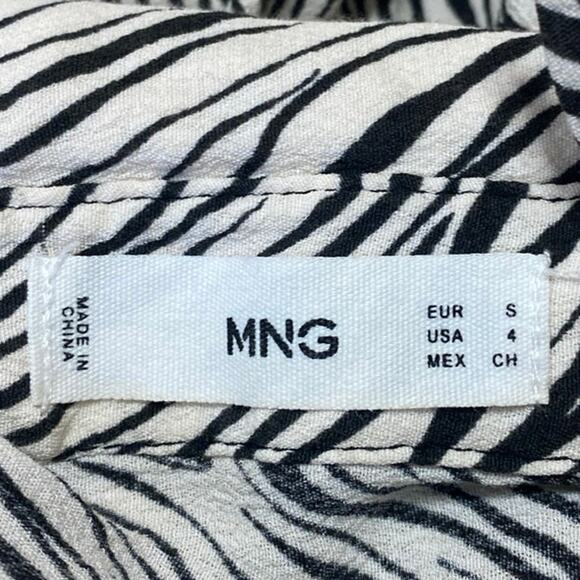 MADE IN
CHINA
MNG
EUR S
USA 4
MEX CH